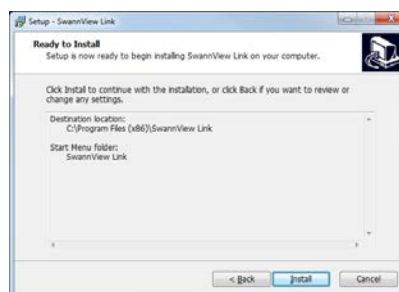 Setup - SwannView Link
Ready to Install
Setup is now ready to begin installing SwannView Link on your computer.
Click Install to continue with the installation, or click Back if you want to review or
change any settings.
Destination location:
C:\Program Files (x86)\SwannView Link
Start Menu folder:
SwannView Link
< Back
Install
Cancel